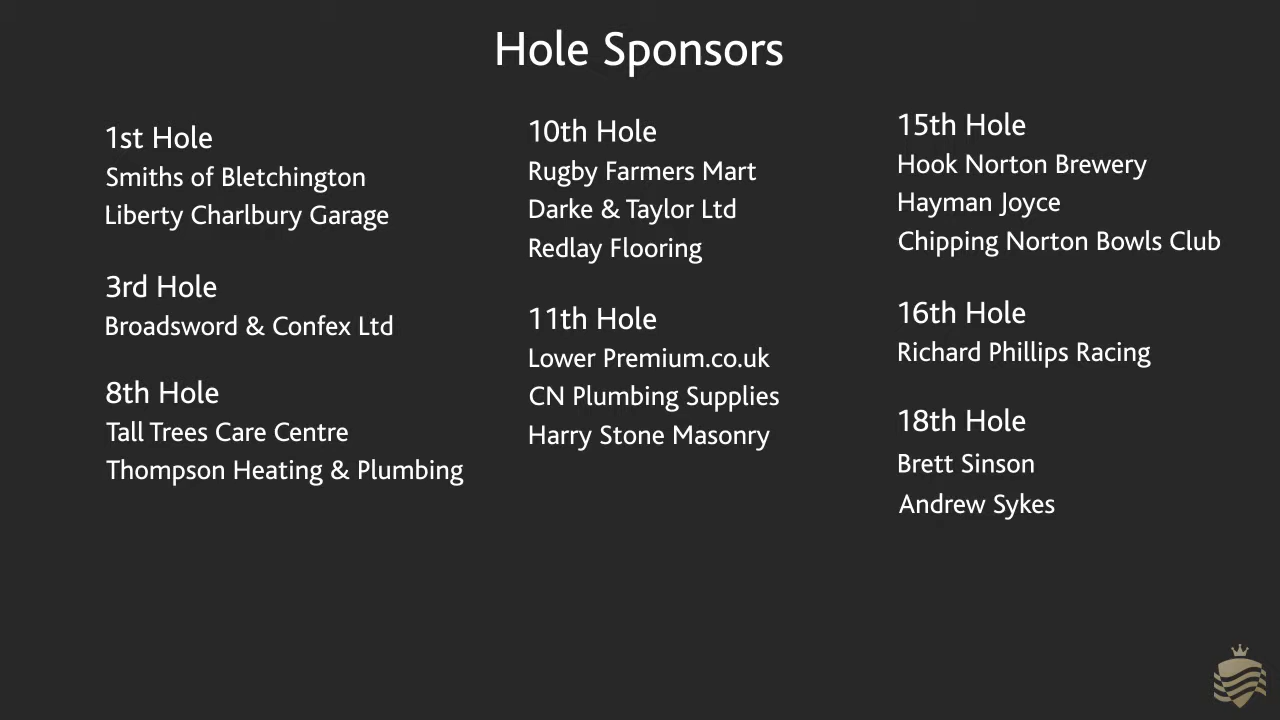 Hole Sponsors
1st Hole
Smiths of Bletchington
Liberty Charlbury Garage
3rd Hole
Broadsword & Confex Ltd
8th Hole
Tall Trees Care Centre
Thompson Heating & Plumbing
10th Hole
Rugby Farmers Mart
Darke & Taylor Ltd
Redlay Flooring
11th Hole
Lower Premium.co.uk
CN Plumbing Supplies
Harry Stone Masonry
15th Hole
Hook Norton Brewery
Hayman Joyce
Chipping Norton Bowls Club
16th Hole
Richard Phillips Racing
18th Hole
Brett Sinson
Andrew Sykes